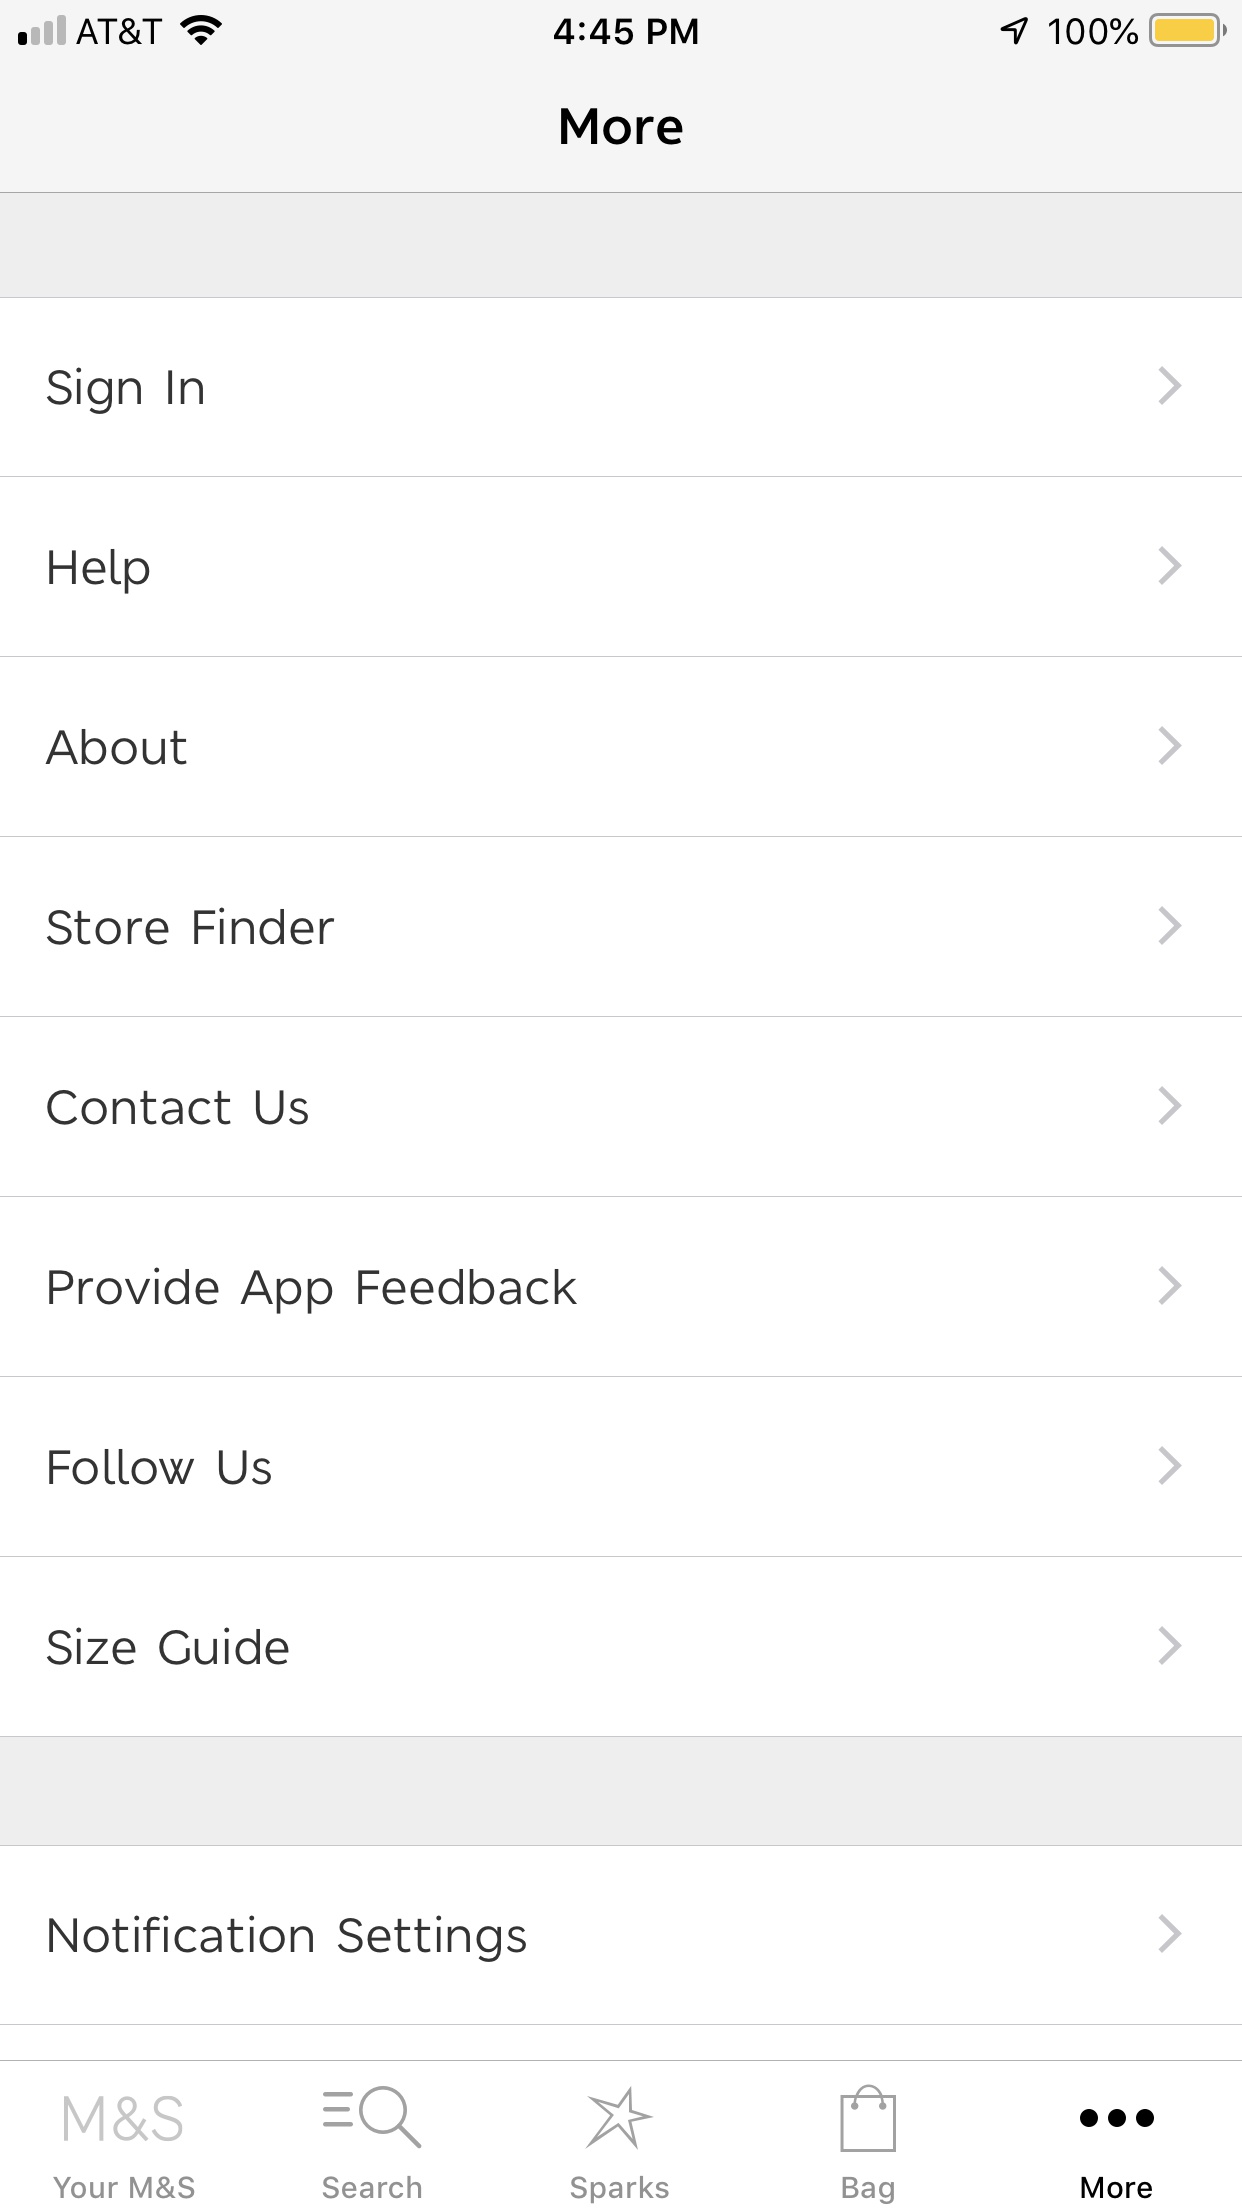 AT&T 4:45 PM 100%
More
Sign In
Help
About
Store Finder
Contact Us
Provide App Feedback
Follow Us
Size Guide
Notification Settings
M&S
Your M&S Search Sparks Bag More